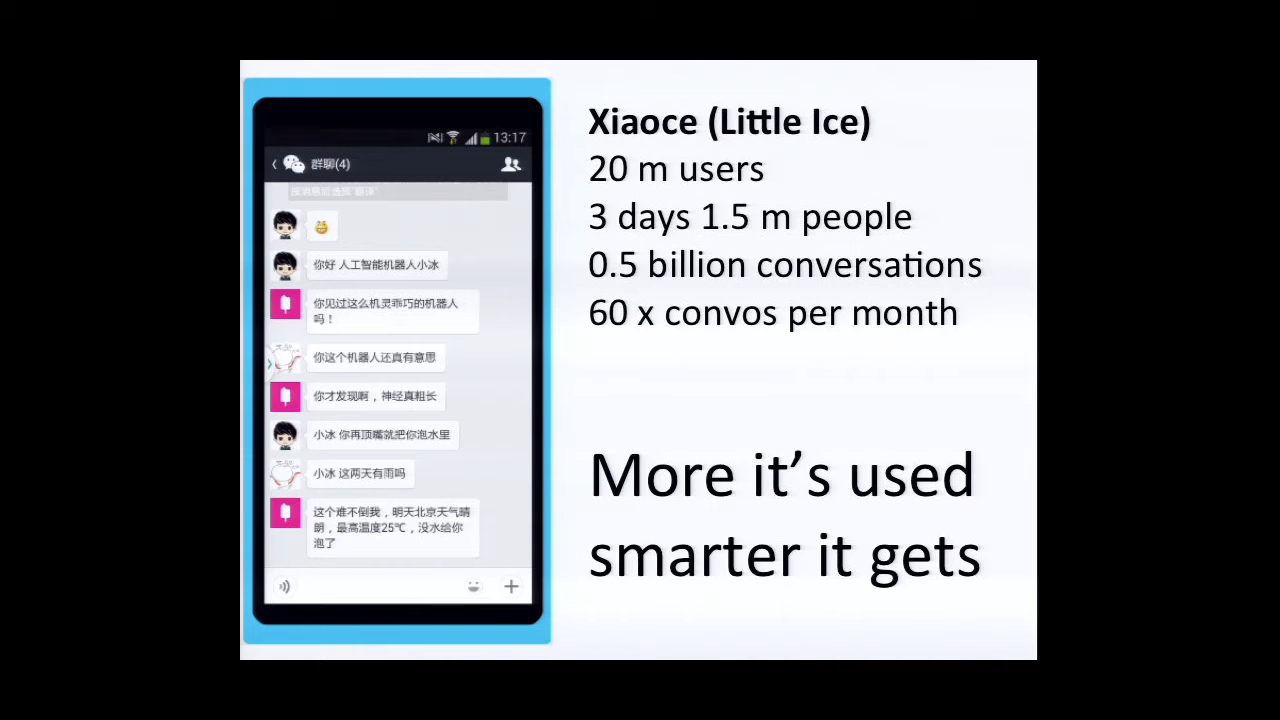 13:17
群聊(4)
你好 人工智能机器人小冰
你见过这么机灵乖巧的机器人
吗！
你这个机器人还真有意思
你才发现啊，神经真粗长
小冰 你再顶嘴就把你泡水里
小冰 这两天有雨吗
这个难不倒我，明天北京天气晴
朗，最高温度25℃，没水给你
泡了
Xiaoce (Little Ice)
20 m users
3 days 1.5 m people
0.5 billion conversations
60 x convos per month
More it’s used
smarter it gets